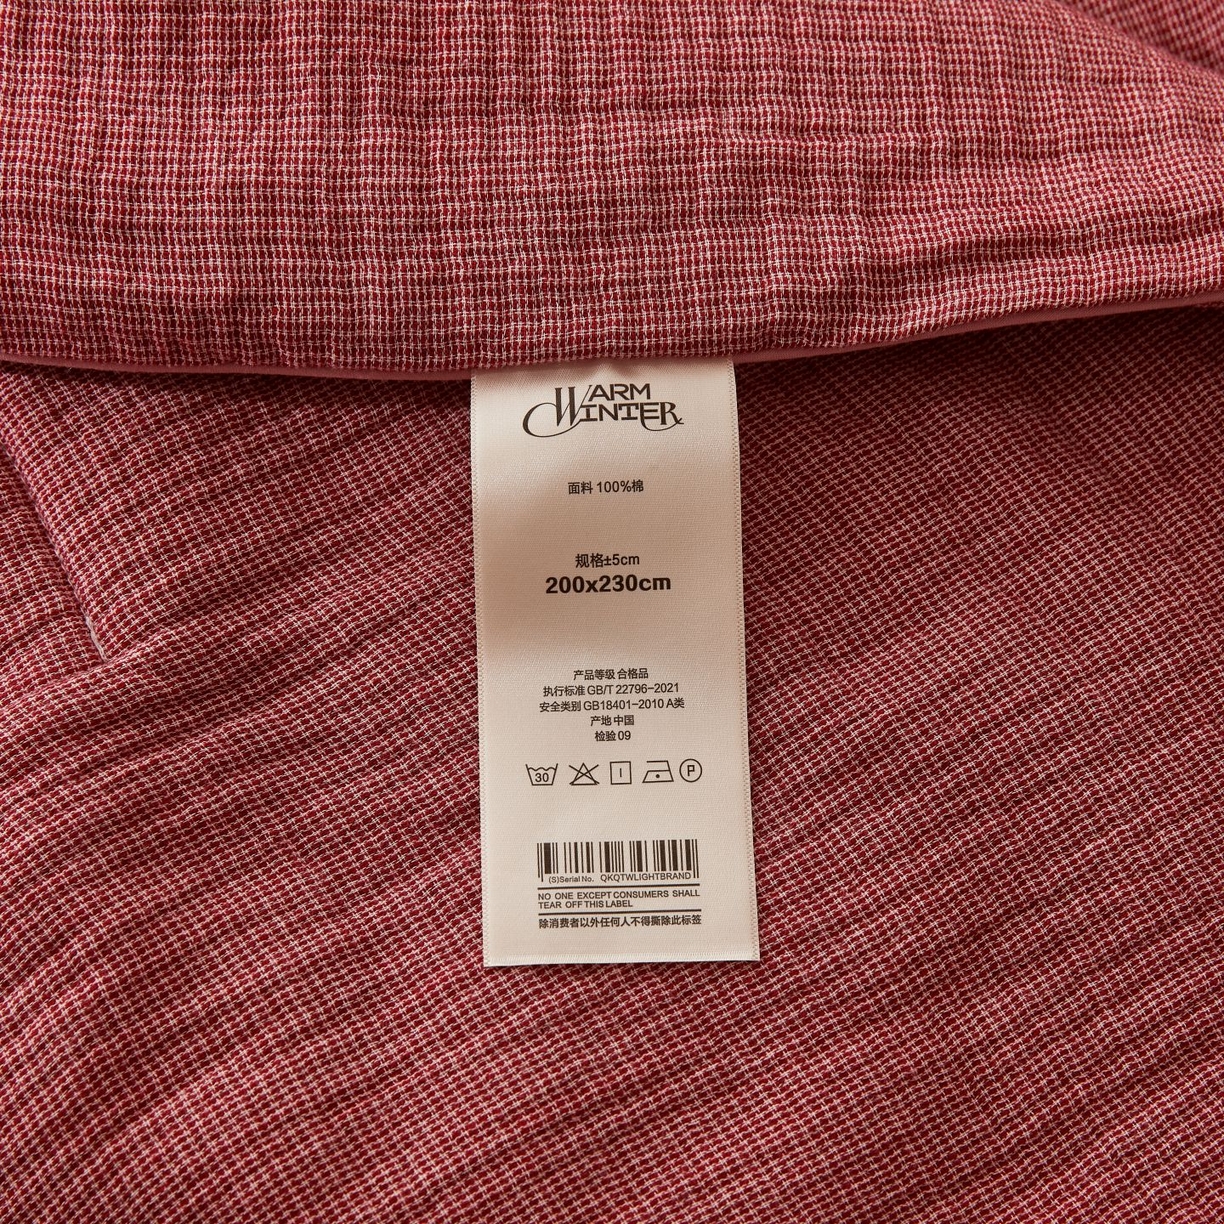 WARM
WINTER
面料 100%棉
规格±5cm
200x230cm
产品等级 合格品
执行标准 GB/T 22796-2021
安全类别 GB18401-2010 A类
产地 中国
检验 09
30
P
(S)Serial No. QKQTWLIGHTBRAND
NO ONE EXCEPT CONSUMERS SHALL
TEAR OFF THIS LABEL
除消费者以外任何人不得撕除此标签